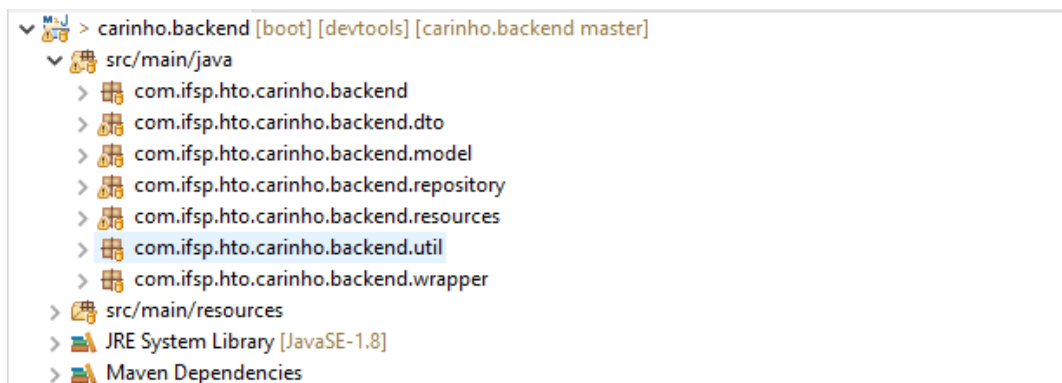 > carinho.backend [boot] [devtools] [carinho.backend master]
src/main/java
com.ifsp.hto.carinho.backend
com.ifsp.hto.carinho.backend.dto
com.ifsp.hto.carinho.backend.model
com.ifsp.hto.carinho.backend.repository
com.ifsp.hto.carinho.backend.resources
com.ifsp.hto.carinho.backend.util
com.ifsp.hto.carinho.backend.wrapper
src/main/resources
JRE System Library [JavaSE-1.8]
Maven Dependencies